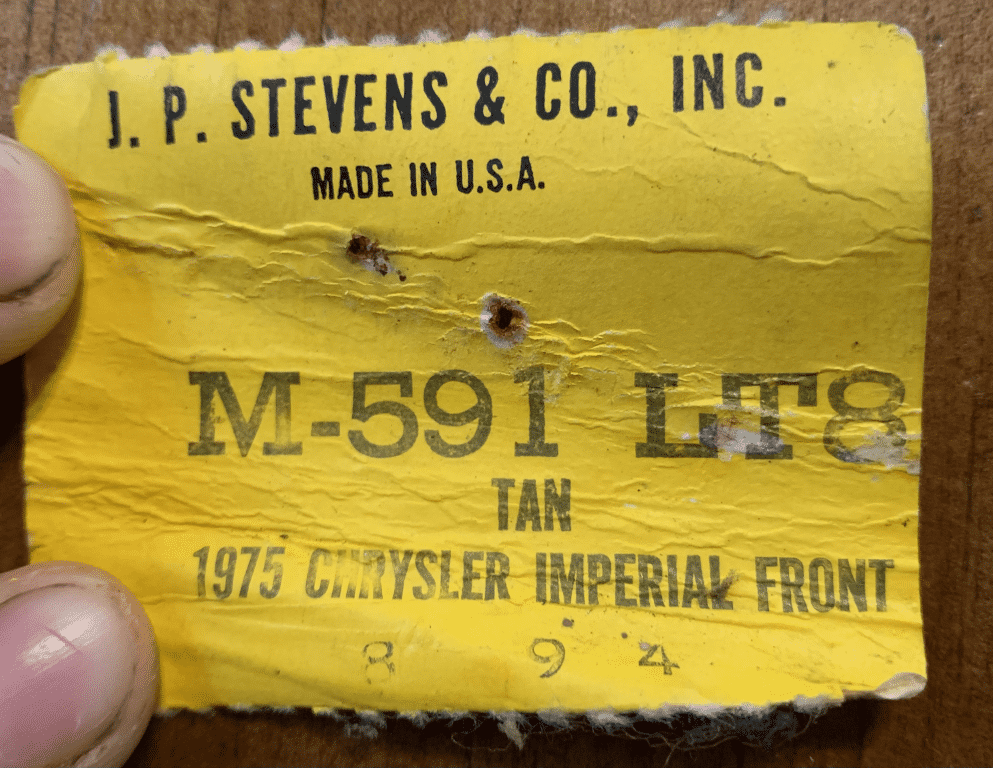 J. P. STEVENS & CO., INC.
MADE IN U.S.A.
M-591 LT8
TAN
1975 CHRYSLER IMPERIAL FRONT
8 9 4